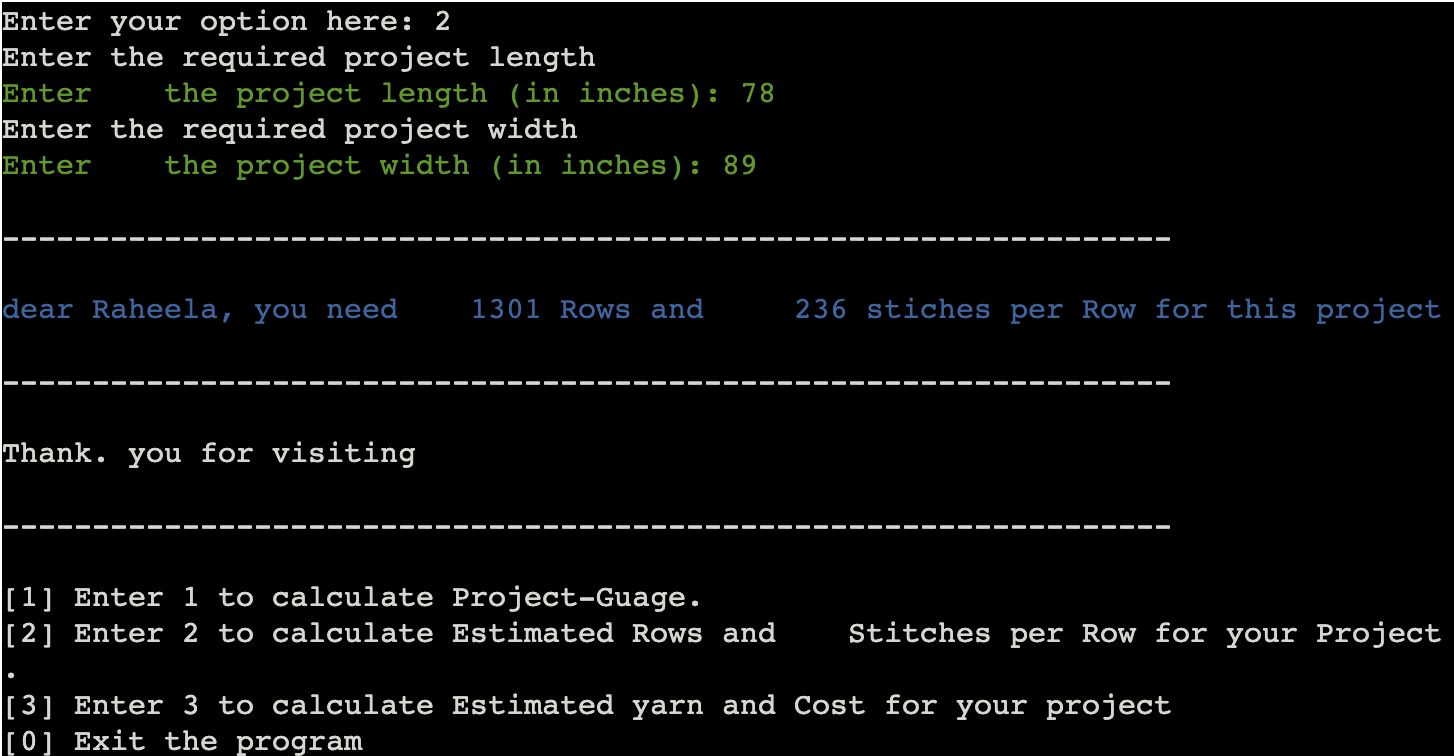 Enter your option here: 2
Enter the required project length
Enter    the project length (in inches): 78
Enter the required project width
Enter    the project width (in inches): 89
-----------------------------------------------------------------
dear Raheela, you need    1301 Rows and     236 stiches per Row for this project
-----------------------------------------------------------------
Thank. you for visiting
-----------------------------------------------------------------
[1] Enter 1 to calculate Project-Guage.
[2] Enter 2 to calculate Estimated Rows and    Stitches per Row for your Project
.
[3] Enter 3 to calculate Estimated yarn and Cost for your project
[0] Exit the program